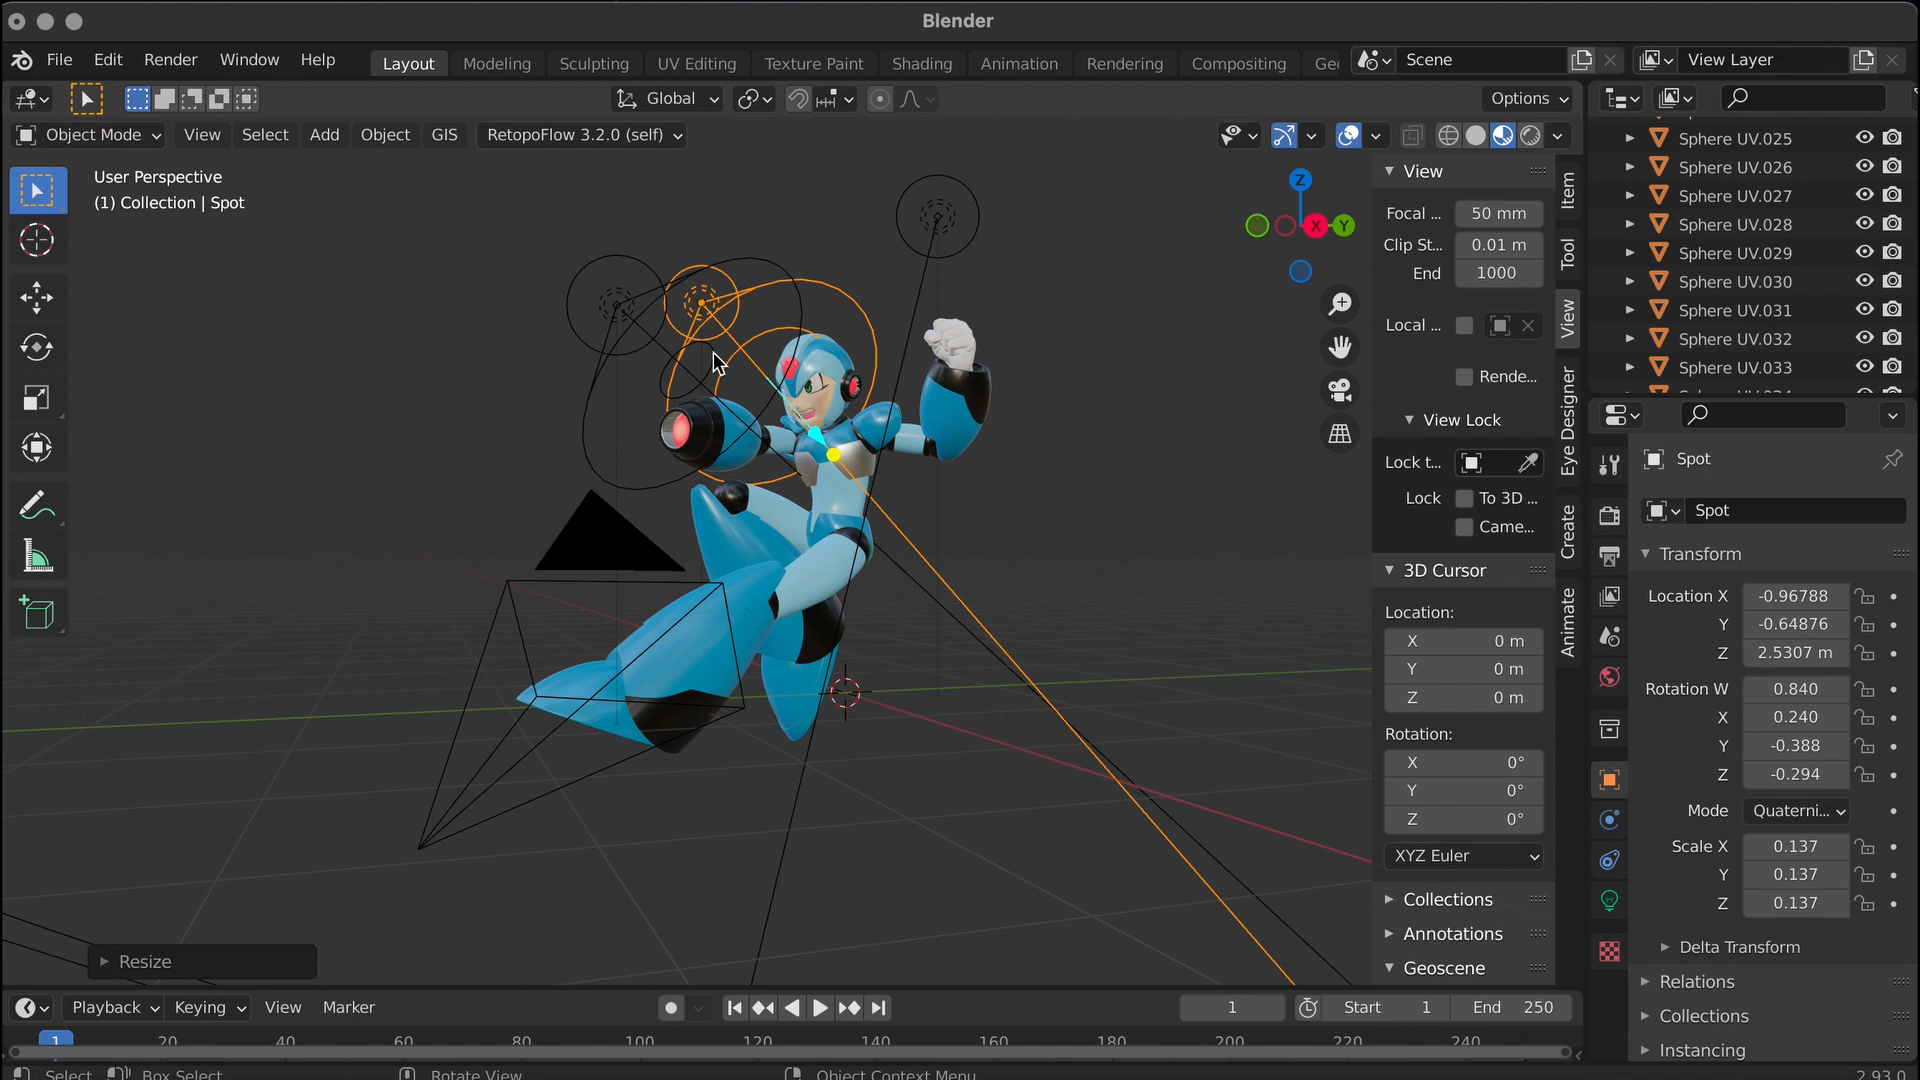 Blender
File Edit Render Window Help Layout Modeling Sculpting UV Editing Texture Paint Shading Animation Rendering Compositing Scene View Layer
Global Options
Object Mode View Select Add Object GIS RetopoFlow 3.2.0 (self)
User Perspective
(1) Collection | Spot
Z
X
Y
View
Focal ... 50 mm
Clip St... 0.01 m
End 1000
Local ...
Rende...
View Lock
Lock t...
Lock To 3D ...
Came...
3D Cursor
Location:
X 0 m
Y 0 m
Z 0 m
Rotation:
X 0°
Y 0°
Z 0°
XYZ Euler
Collections
Annotations
Geoscene
Item
Tool
View
Eye Designer
Create
Animate
Sphere UV.025
Sphere UV.026
Sphere UV.027
Sphere UV.028
Sphere UV.029
Sphere UV.030
Sphere UV.031
Sphere UV.032
Sphere UV.033
Spot
Spot
Transform
Location X -0.96788
Y -0.64876
Z 2.5307 m
Rotation W 0.840
X 0.240
Y -0.388
Z -0.294
Mode Quaterni...
Scale X 0.137
Y 0.137
Z 0.137
Delta Transform
Relations
Collections
Instancing
Resize
Playback Keying View Marker 1 Start 1 End 250
1 20 40 60 80 100 120 140 160 180 200 220 240
Select Box Select Rotate View Object Context Menu 2.93.0